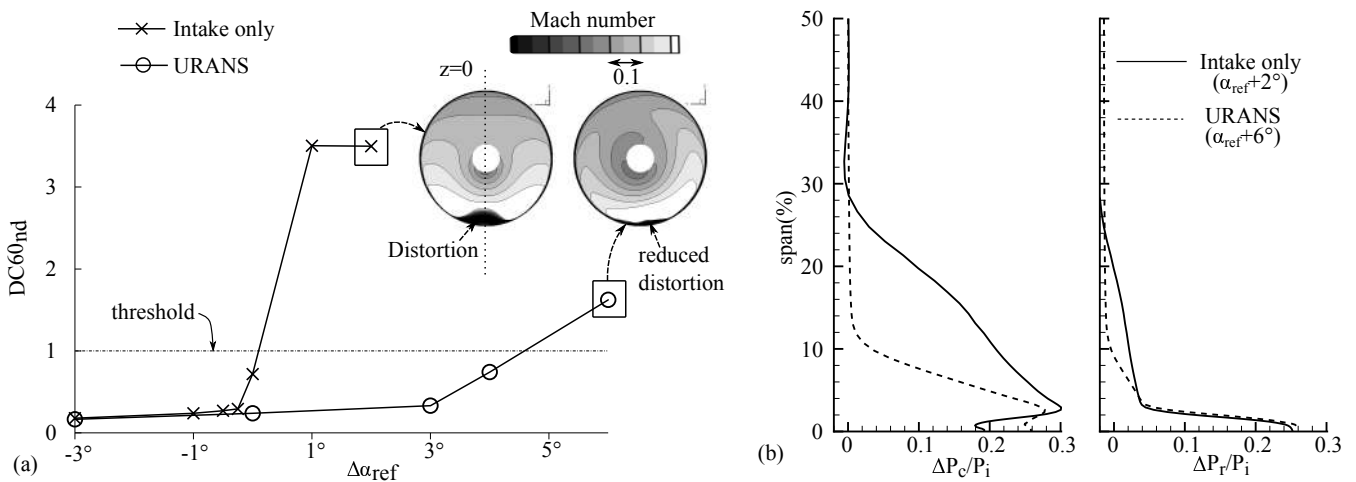 Intake only
URANS
Mach number
0.1
z=0
4
3
2
1
0
DC60nd
threshold
Distortion
reduced
distortion
-3°
-1°
1°
3°
5°
Δαref
(a)
50
40
30
20
10
0
span(%)
0
0.1
0.2
0.3
ΔPc/Pi
(b)
0
0.1
0.2
0.3
ΔPr/Pi
Intake only
(αref+2°)
URANS
(αref+6°)